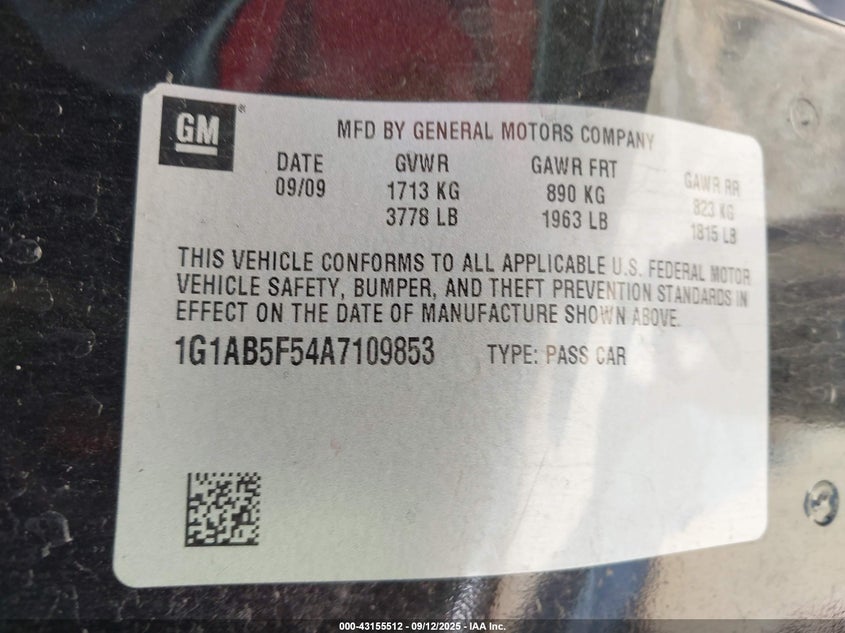 GM®
MFD BY GENERAL MOTORS COMPANY
DATE GVWR GAWR FRT GAWR RR
09/09 1713 KG 890 KG 823 KG
3778 LB 1963 LB 1815 LB
THIS VEHICLE CONFORMS TO ALL APPLICABLE U.S. FEDERAL MOTOR
VEHICLE SAFETY, BUMPER, AND THEFT PREVENTION STANDARDS IN
EFFECT ON THE DATE OF MANUFACTURE SHOWN ABOVE.
1G1AB5F54A7109853 TYPE: PASS CAR
000-43155512 - 09/12/2025 - IAA Inc.